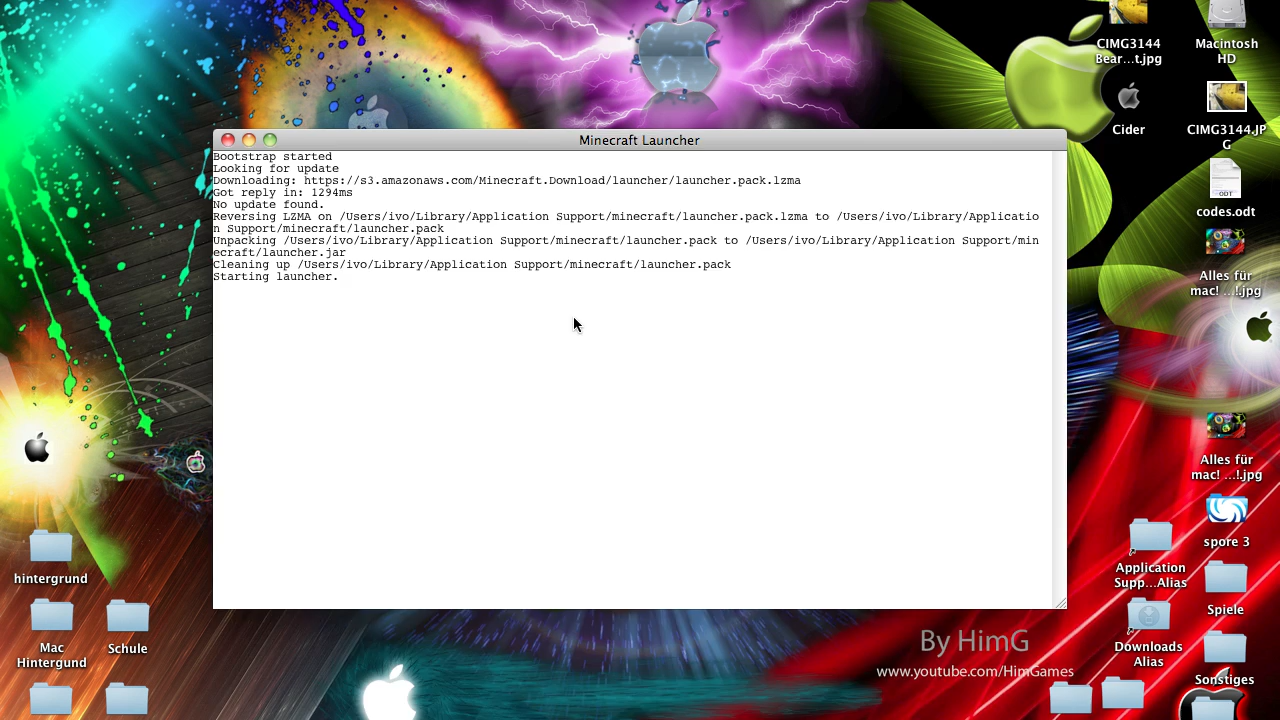 Minecraft Launcher
Bootstrap started
Looking for update
Downloading: https://s3.amazonaws.com/Minecraft.Download/launcher/launcher.pack.lzma
Got reply in: 1294ms
No update found.
Reversing LZMA on /Users/ivo/Library/Application Support/minecraft/launcher.pack.lzma to /Users/ivo/Library/Applicatio
n Support/minecraft/launcher.pack
Unpacking /Users/ivo/Library/Application Support/minecraft/launcher.pack to /Users/ivo/Library/Application Support/min
ecraft/launcher.jar
Cleaning up /Users/ivo/Library/Application Support/minecraft/launcher.pack
Starting launcher.
CIMG3144
Bear...t.jpg
Macintosh
HD
Cider
CIMG3144.JP
G
ODT
codes.odt
Alles für
mac! ...!.jpg
Alles für
mac! ...!.jpg
spore 3
Application
Supp...Alias
Spiele
Downloads
Alias
Sonstiges
hintergrund
Mac
Hintergund
Schule
By HimG
www.youtube.com/HimGames